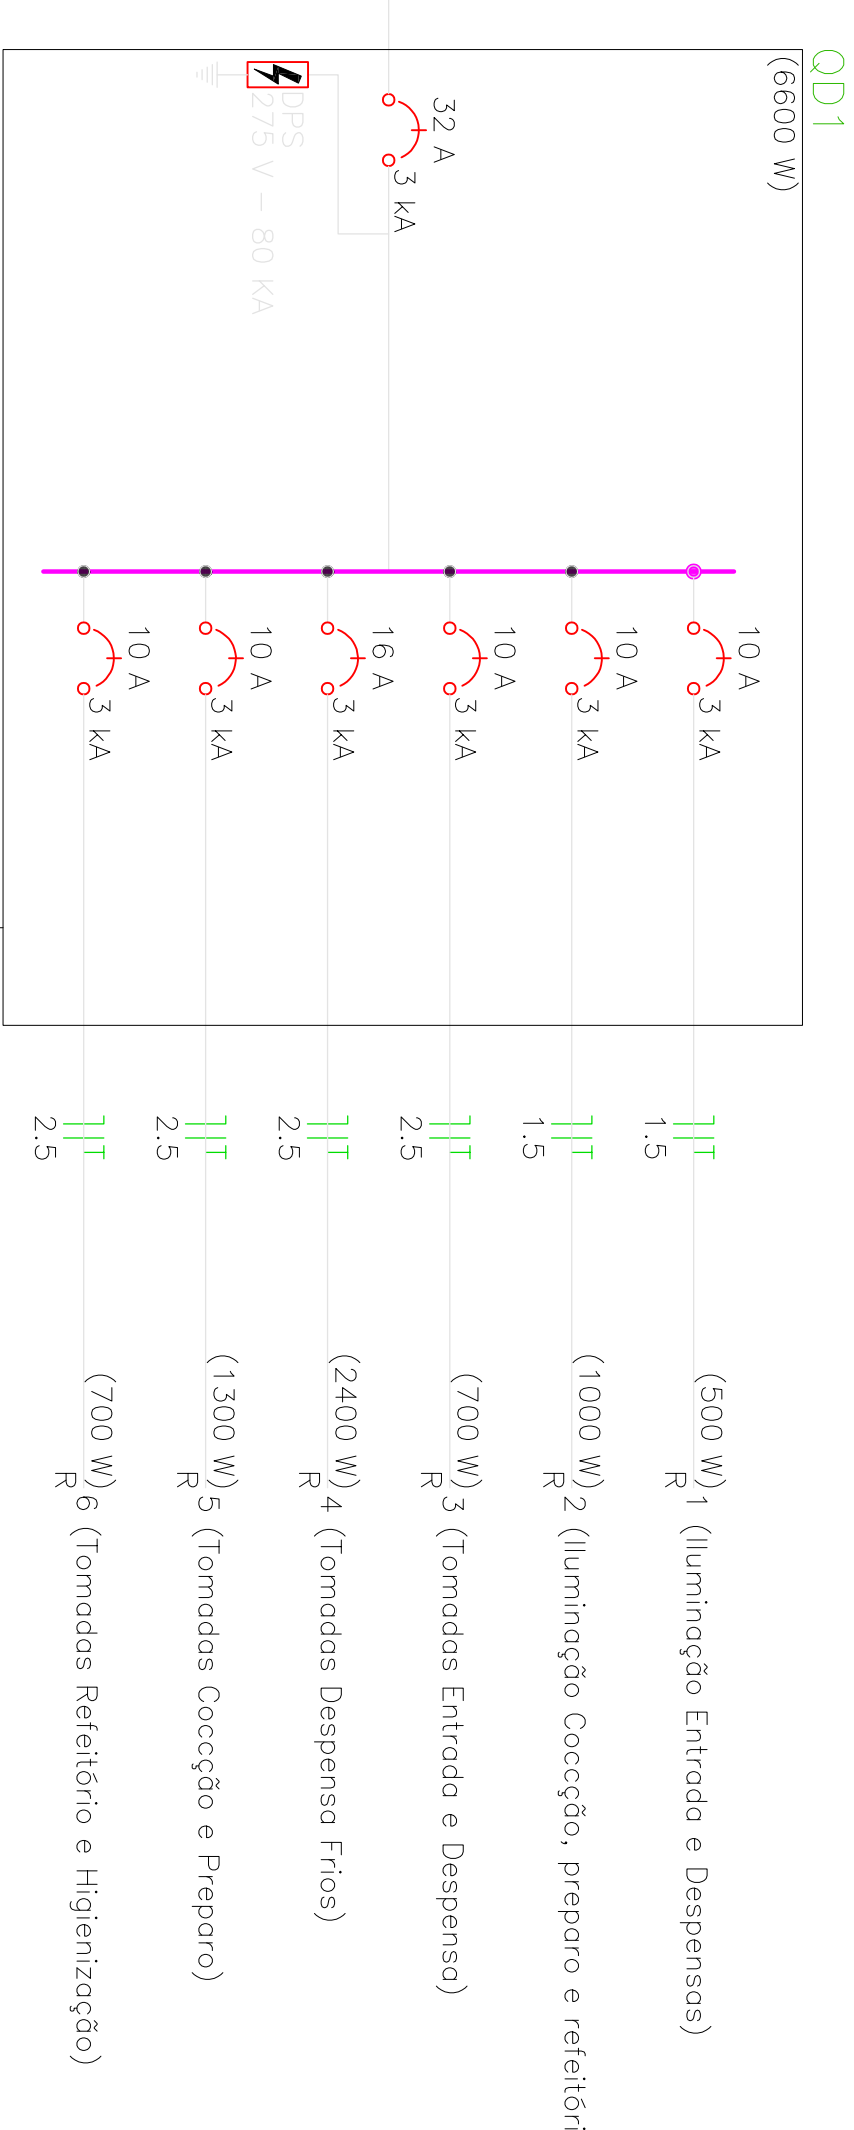 QD1
(6600 W)
32 A
3 kA
DPS
275 V - 80 KA
10 A
3 kA
1.5
(500 W)
R
1 (Iluminação Entrada e Despensas)
10 A
3 kA
1.5
(1000 W)
R
2 (Iluminação Coccção, preparo e refeitóri
10 A
3 kA
2.5
(700 W)
R
3 (Tomadas Entrada e Despensa)
16 A
3 kA
2.5
(2400 W)
R
4 (Tomadas Despensa Frios)
10 A
3 kA
2.5
(1300 W)
R
5 (Tomadas Coccção e Preparo)
10 A
3 kA
2.5
(700 W)
R
6 (Tomadas Refeitório e Higienização)